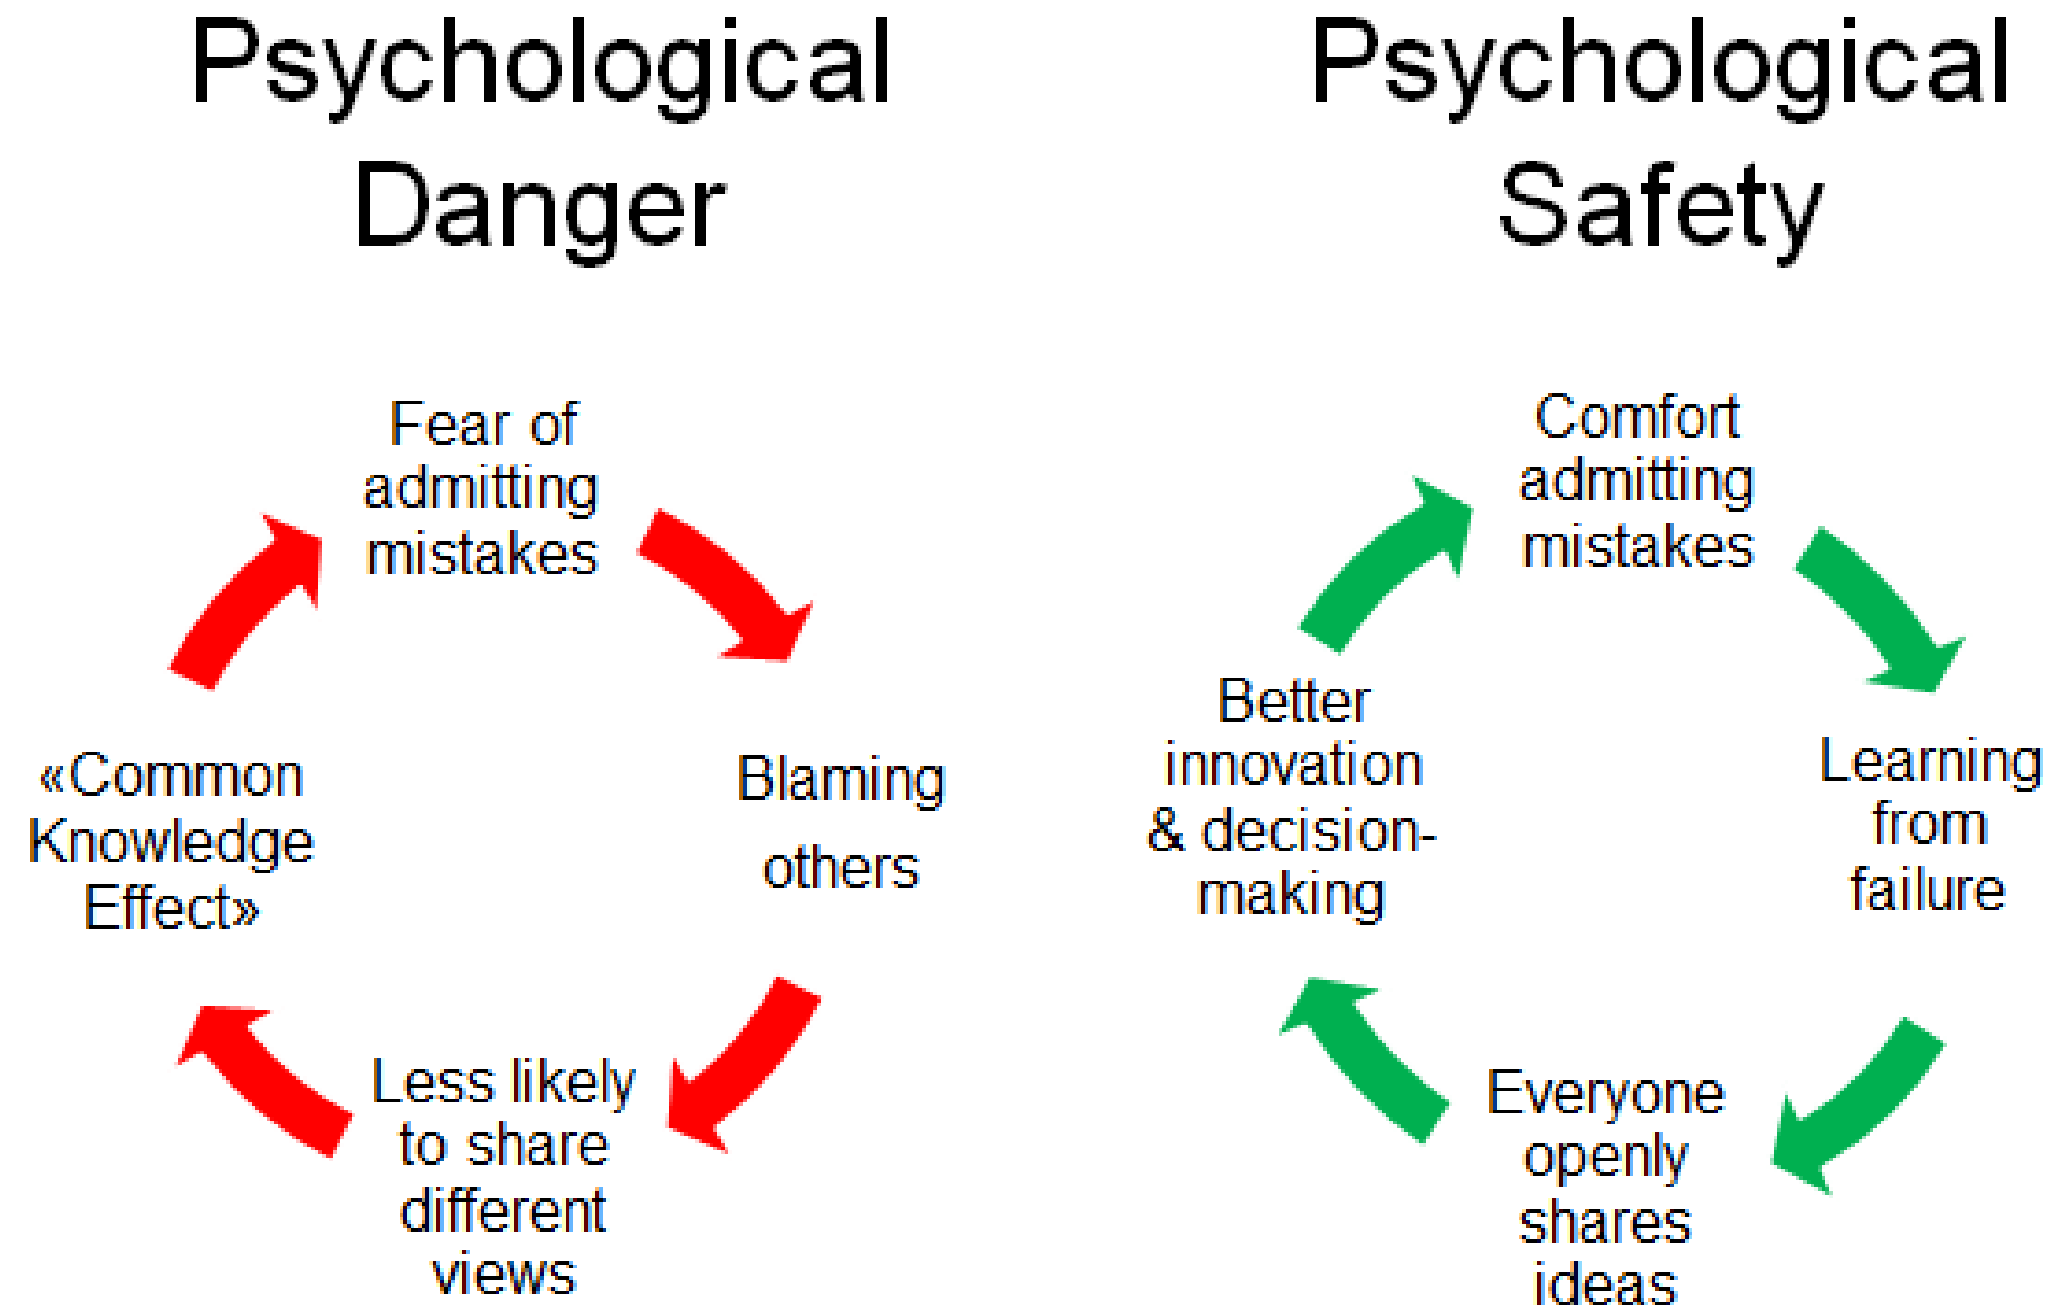 Psychological
Danger
Fear of
admitting
mistakes
Blaming
others
Less likely
to share
different
views
«Common
Knowledge
Effect»
Psychological
Safety
Comfort
admitting
mistakes
Learning
from
failure
Everyone
openly
shares
ideas
Better
innovation
& decision-
making